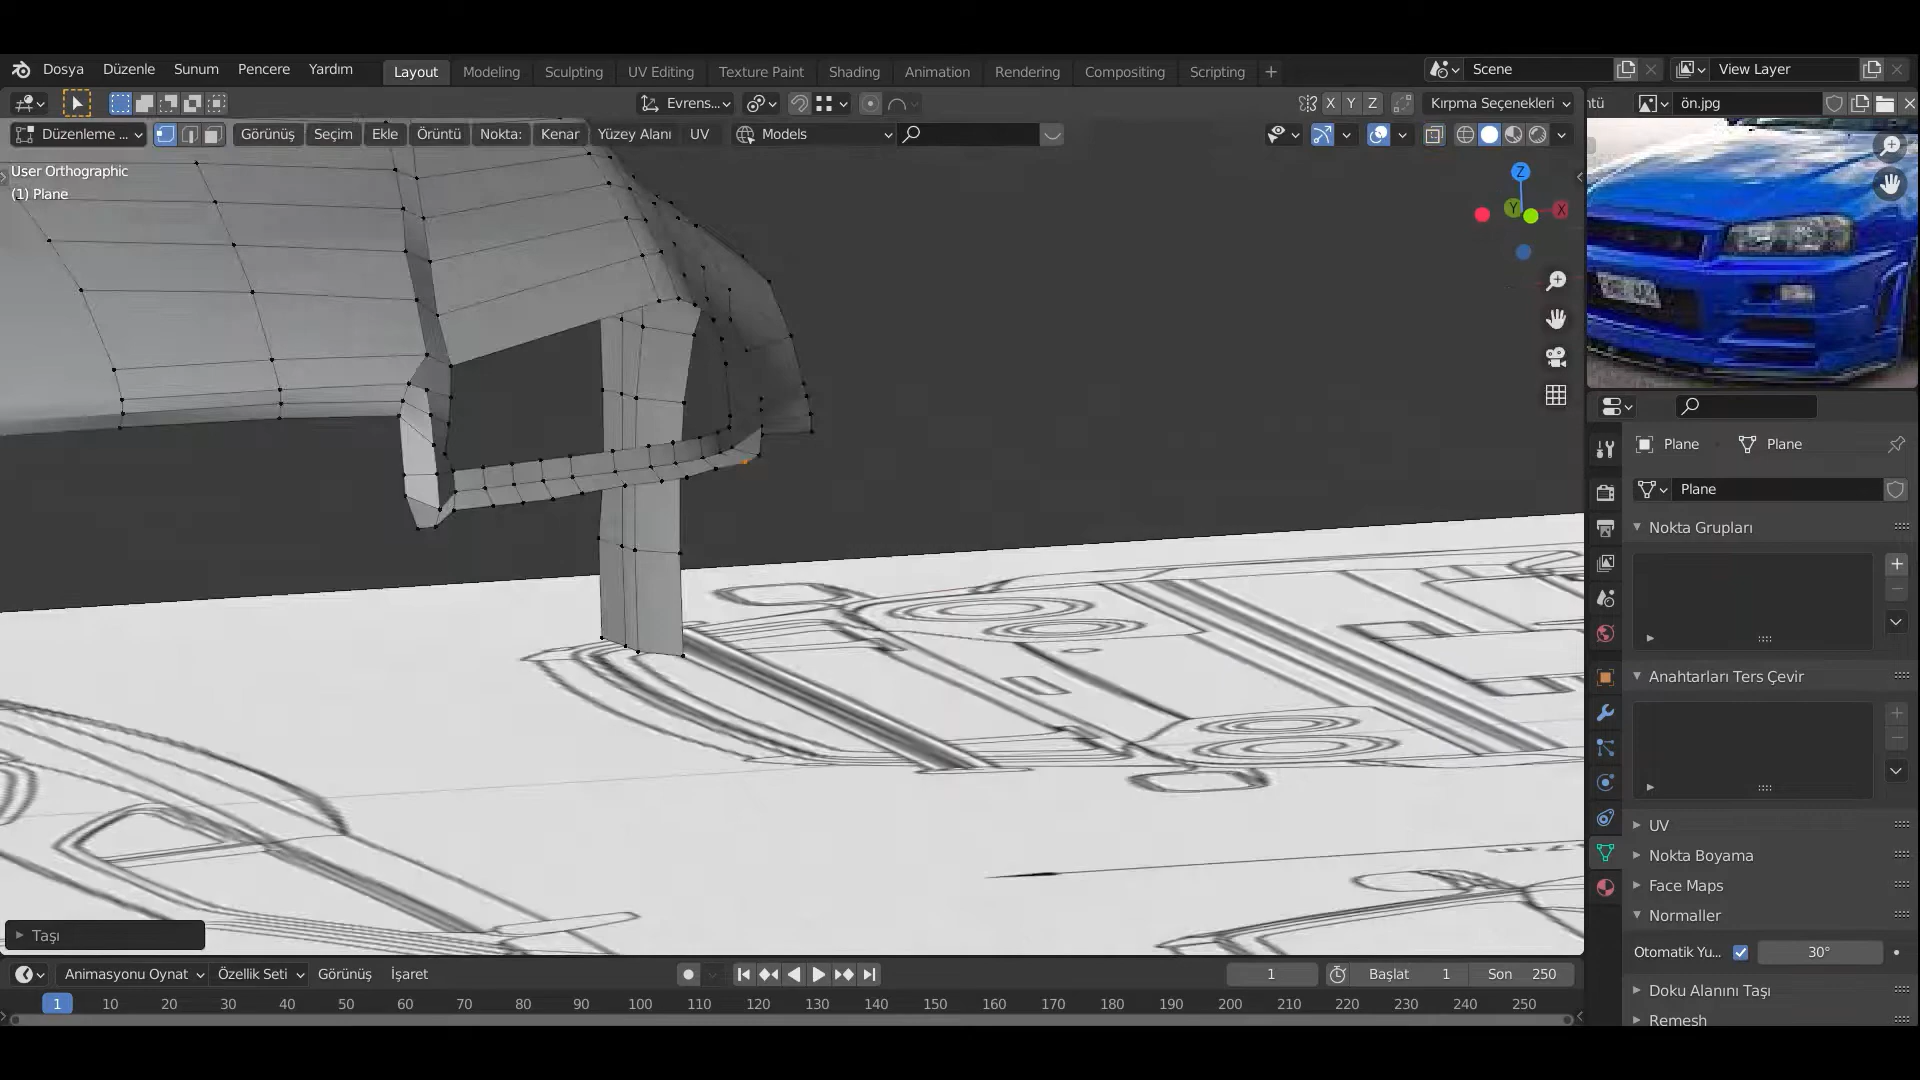 Dosya Düzenle Sunum Pencere Yardım Layout Modeling Sculpting UV Editing Texture Paint Shading Animation Rendering Compositing Scripting + Scene View Layer
Evrens... X Y Z Kırpma Seçenekleri ntü ön.jpg
Düzenleme ... Görünüş Seçim Ekle Örüntü Nokta: Kenar Yüzey Alanı UV Models
User Orthographic
(1) Plane
Z
Y X
Plane Plane
Plane
Nokta Grupları
Anahtarları Ters Çevir
UV
Nokta Boyama
Face Maps
Normaller
Otomatik Yu... 30°
Doku Alanını Taşı
Remesh
Taşı
Animasyonu Oynat Özellik Seti Görünüş İşaret 1 Başlat 1 Son 250
1 10 20 30 40 50 60 70 80 90 100 110 120 130 140 150 160 170 180 190 200 210 220 230 240 250